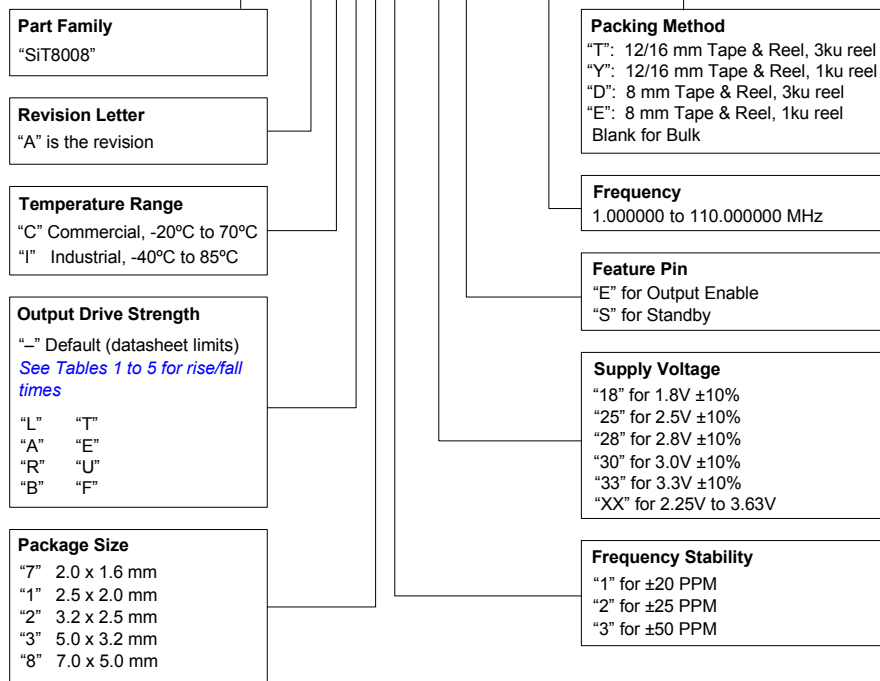 Part Family
“SiT8008”
Revision Letter
“A” is the revision
Temperature Range
“C” Commercial, -20ºC to 70ºC
“I” Industrial, -40ºC to 85ºC
Output Drive Strength
“–” Default (datasheet limits)
See Tables 1 to 5 for rise/fall
times
“L” “T”
“A” “E”
“R” “U”
“B” “F”
Package Size
“7” 2.0 x 1.6 mm
“1” 2.5 x 2.0 mm
“2” 3.2 x 2.5 mm
“3” 5.0 x 3.2 mm
“8” 7.0 x 5.0 mm
Packing Method
“T”: 12/16 mm Tape & Reel, 3ku reel
“Y”: 12/16 mm Tape & Reel, 1ku reel
“D”: 8 mm Tape & Reel, 3ku reel
“E”: 8 mm Tape & Reel, 1ku reel
Blank for Bulk
Frequency
1.000000 to 110.000000 MHz
Feature Pin
“E” for Output Enable
“S” for Standby
Supply Voltage
“18” for 1.8V ±10%
“25” for 2.5V ±10%
“28” for 2.8V ±10%
“30” for 3.0V ±10%
“33” for 3.3V ±10%
“XX” for 2.25V to 3.63V
Frequency Stability
“1” for ±20 PPM
“2” for ±25 PPM
“3” for ±50 PPM